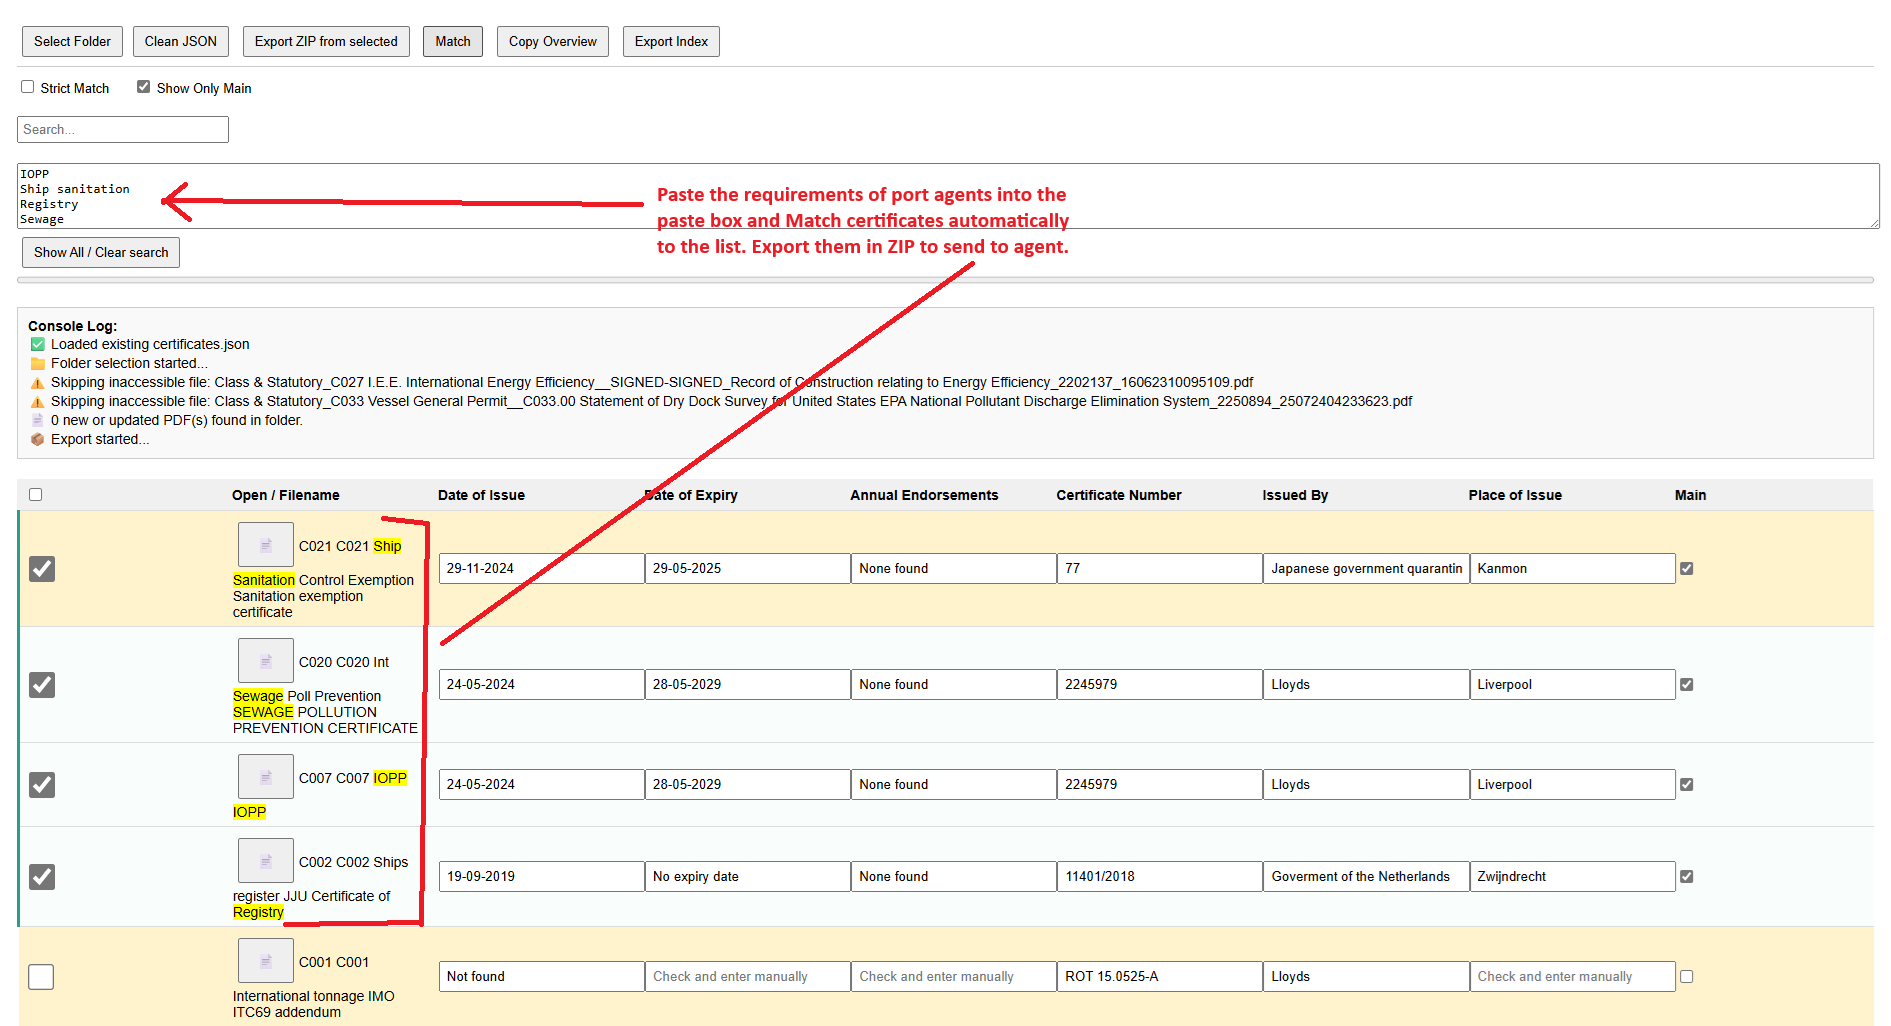 Select Folder Clean JSON Export ZIP from selected Match Copy Overview Export Index
Strict Match Show Only Main
Search...
IOPP
Ship sanitation
Registry
Sewage
Paste the requirements of port agents into the
paste box and Match certificates automatically
to the list. Export them in ZIP to send to agent.
Show All / Clear search
Console Log:
Loaded existing certificates.json
Folder selection started...
Skipping inaccessible file: Class & Statutory_C027 I.E.E. International Energy Efficiency__SIGNED-SIGNED_Record of Construction relating to Energy Efficiency_2202137_16062310095109.pdf
Skipping inaccessible file: Class & Statutory_C033 Vessel General Permit__C033.00 Statement of Dry Dock Survey for United States EPA National Pollutant Discharge Elimination System_2250894_25072404233623.pdf
0 new or updated PDF(s) found in folder.
Export started...
Open / Filename Date of Issue Date of Expiry Annual Endorsements Certificate Number Issued By Place of Issue Main
C021 C021 Ship
Sanitation Control Exemption
Sanitation exemption
certificate
29-11-2024 29-05-2025 None found 77 Japanese government quarantin Kanmon
C020 C020 Int
Sewage Poll Prevention
SEWAGE POLLUTION
PREVENTION CERTIFICATE
24-05-2024 28-05-2029 None found 2245979 Lloyds Liverpool
C007 C007 IOPP
IOPP
24-05-2024 28-05-2029 None found 2245979 Lloyds Liverpool
C002 C002 Ships
register JJU Certificate of
Registry
19-09-2019 No expiry date None found 11401/2018 Goverment of the Netherlands Zwijndrecht
C001 C001
International tonnage IMO
ITC69 addendum
Not found Check and enter manually Check and enter manually ROT 15.0525-A Lloyds Check and enter manually